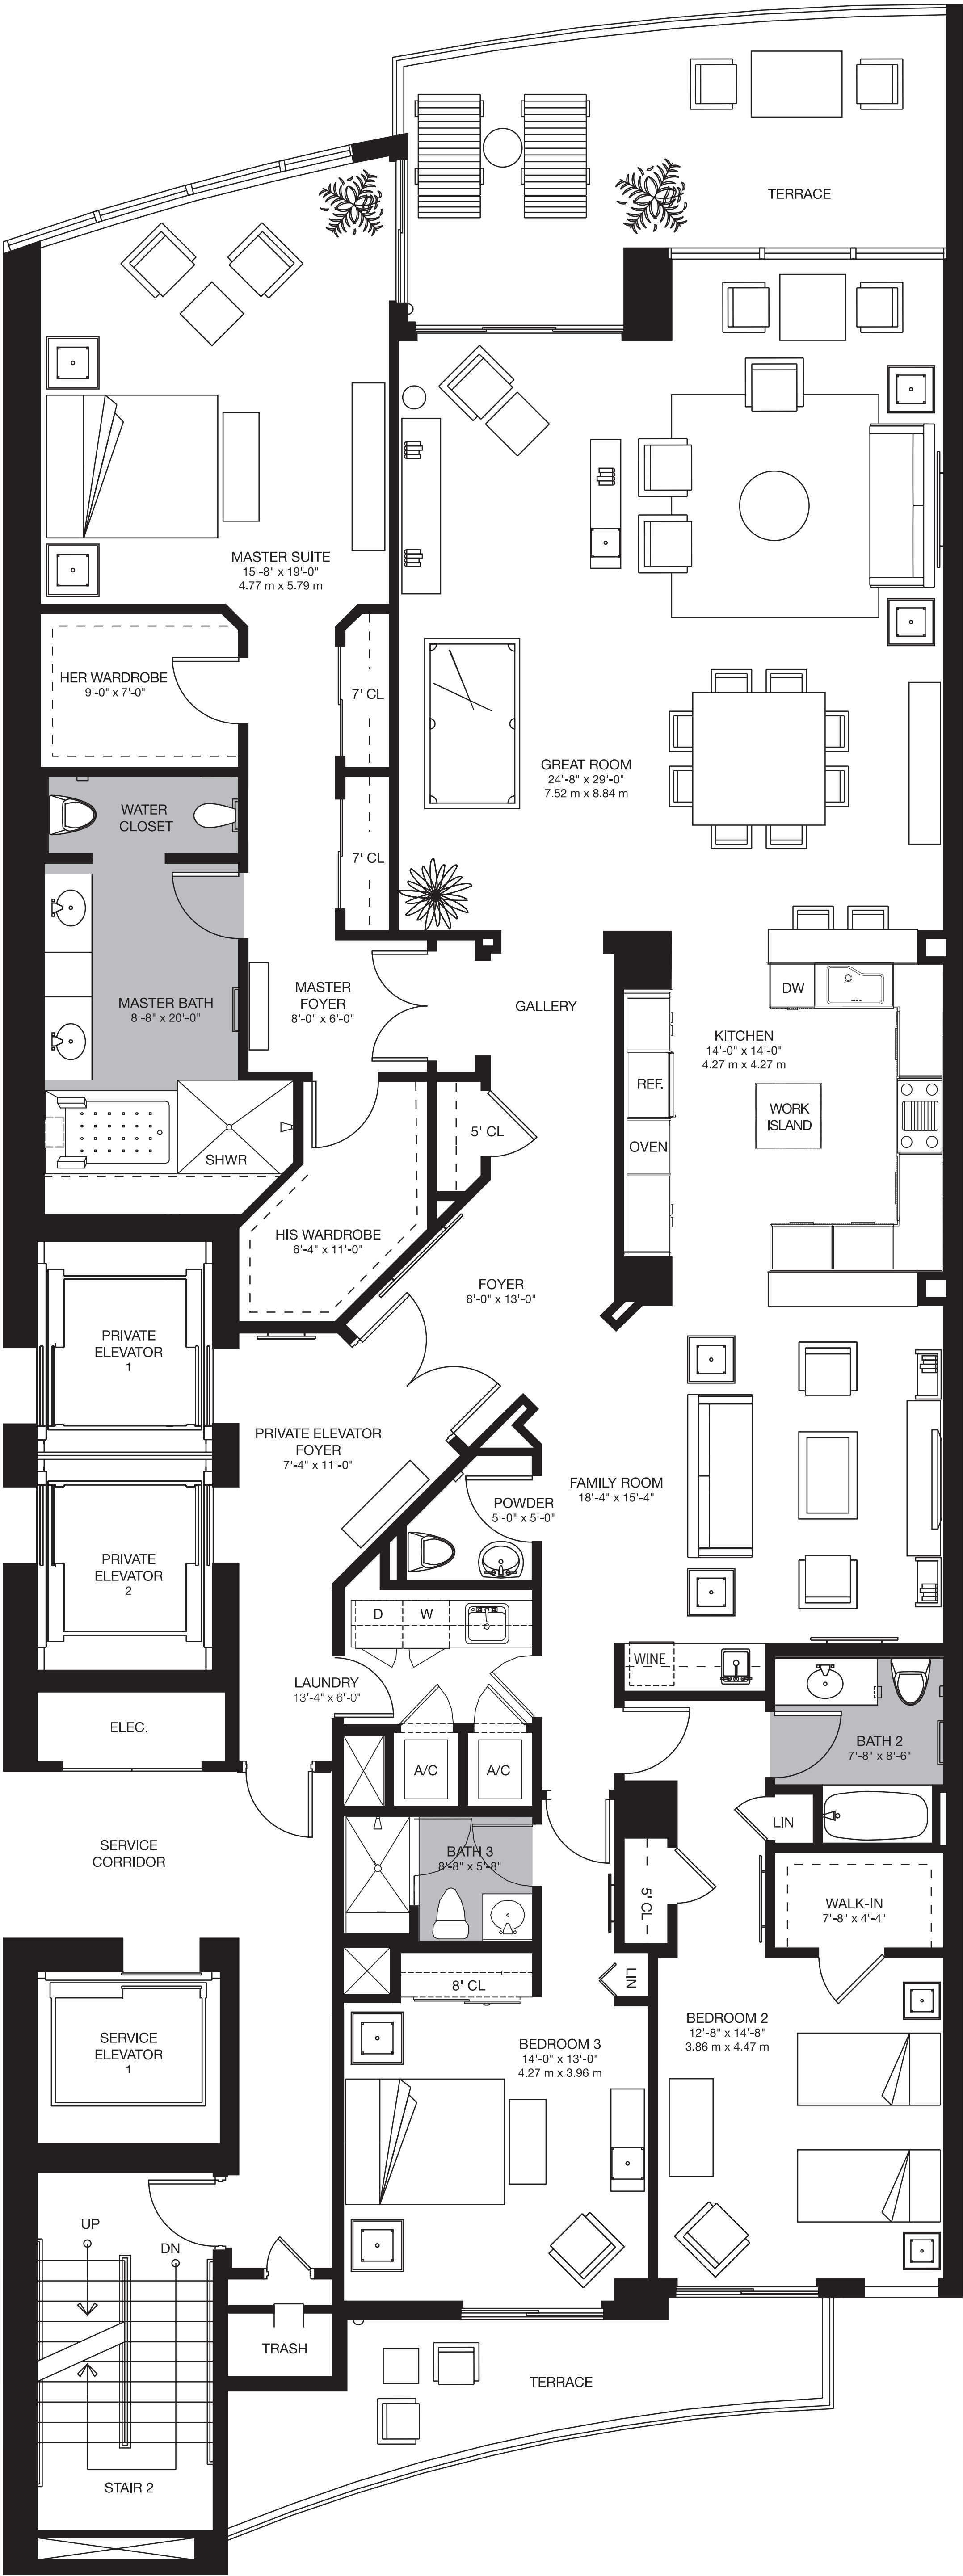 TERRACE
MASTER SUITE
15'-8" x 19'-0"
4.77 m x 5.79 m
HER WARDROBE
9'-0" x 7'-0"
7' CL
GREAT ROOM
24'-8" x 29'-0"
7.52 m x 8.84 m
WATER
CLOSET
7' CL
MASTER BATH
8'-8" x 20'-0"
MASTER
FOYER
8'-0" x 6'-0"
GALLERY
DW
KITCHEN
14'-0" x 14'-0"
4.27 m x 4.27 m
REF.
WORK
ISLAND
OVEN
5' CL
SHWR
HIS WARDROBE
6'-4" x 11'-0"
FOYER
8'-0" x 13'-0"
PRIVATE
ELEVATOR
1
PRIVATE ELEVATOR
FOYER
7'-4" x 11'-0"
FAMILY ROOM
18'-4" x 15'-4"
POWDER
5'-0" x 5'-0"
PRIVATE
ELEVATOR
2
D
W
LAUNDRY
13'-4" x 6'-0"
WINE
ELEC.
A/C
A/C
BATH 2
7'-8" x 8'-6"
LIN
SERVICE
CORRIDOR
BATH 3
8'-8" x 5'-8"
5' CL
WALK-IN
7'-8" x 4'-4"
8' CL
LIN
SERVICE
ELEVATOR
1
BEDROOM 3
14'-0" x 13'-0"
4.27 m x 3.96 m
BEDROOM 2
12'-8" x 14'-8"
3.86 m x 4.47 m
UP
DN
TRASH
TERRACE
STAIR 2